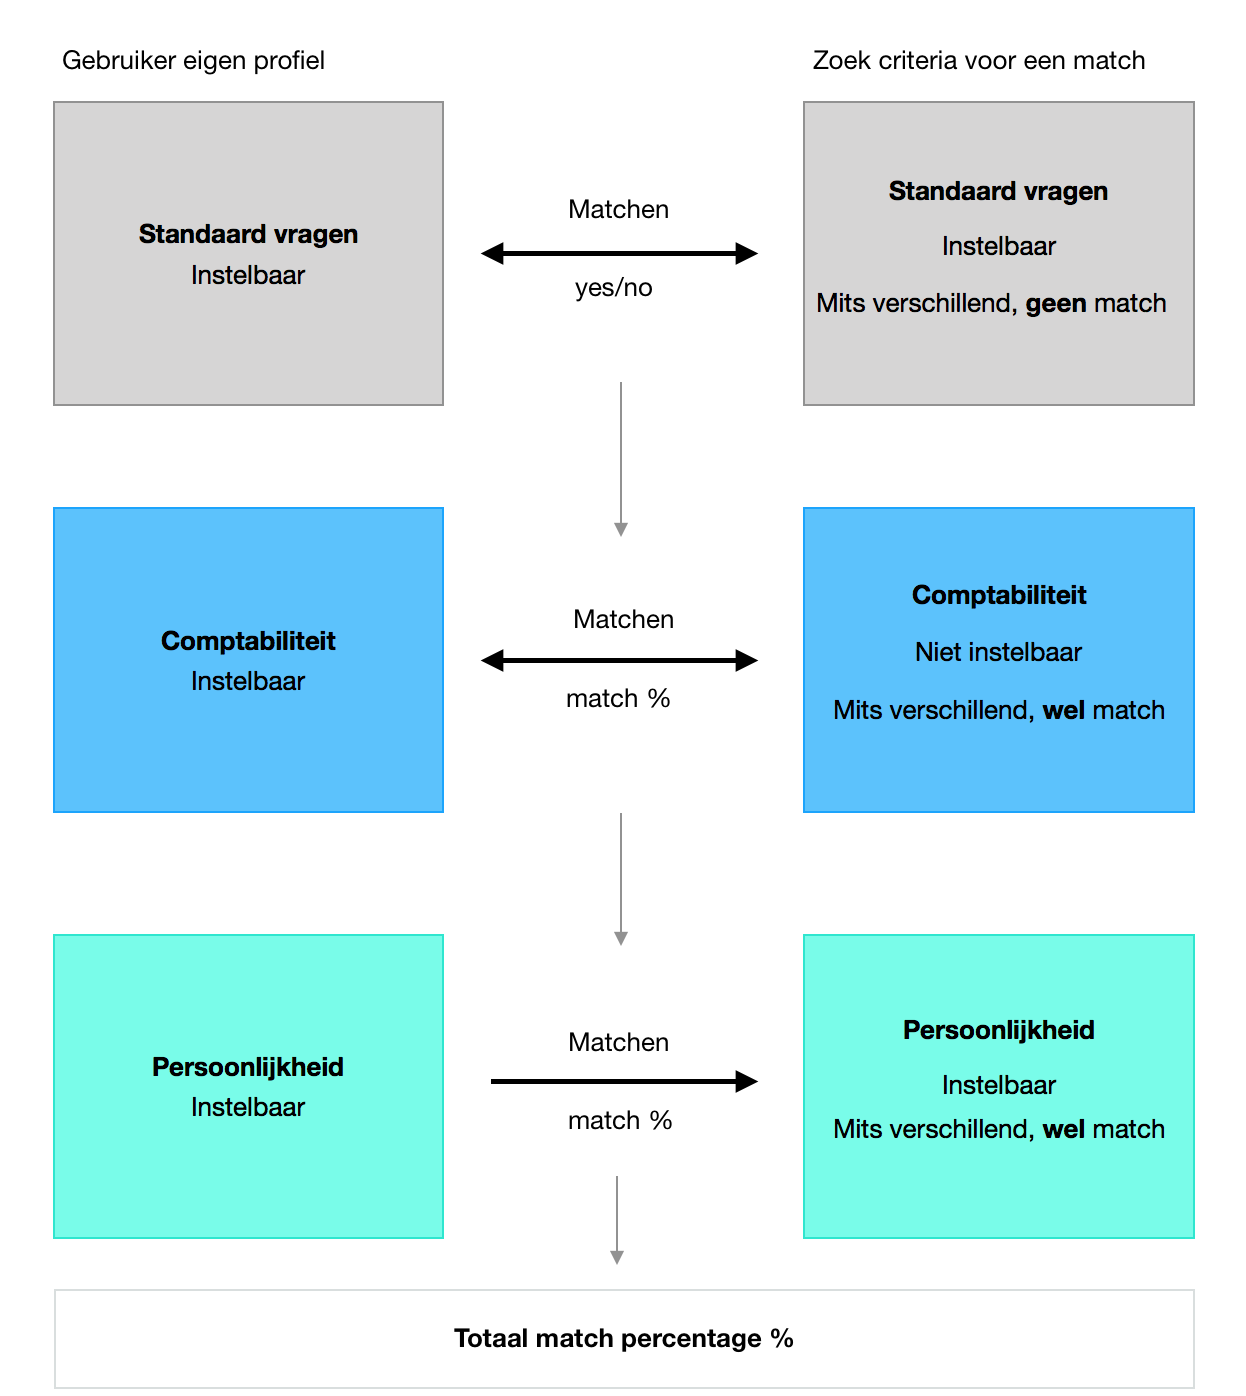 Gebruiker eigen profiel
Zoek criteria voor een match
Standaard vragen
Instelbaar
Matchen
yes/no
Standaard vragen
Instelbaar
Mits verschillend, geen match
Comptabiliteit
Instelbaar
Matchen
match %
Comptabiliteit
Niet instelbaar
Mits verschillend, wel match
Persoonlijkheid
Instelbaar
Matchen
match %
Persoonlijkheid
Instelbaar
Mits verschillend, wel match
Totaal match percentage %